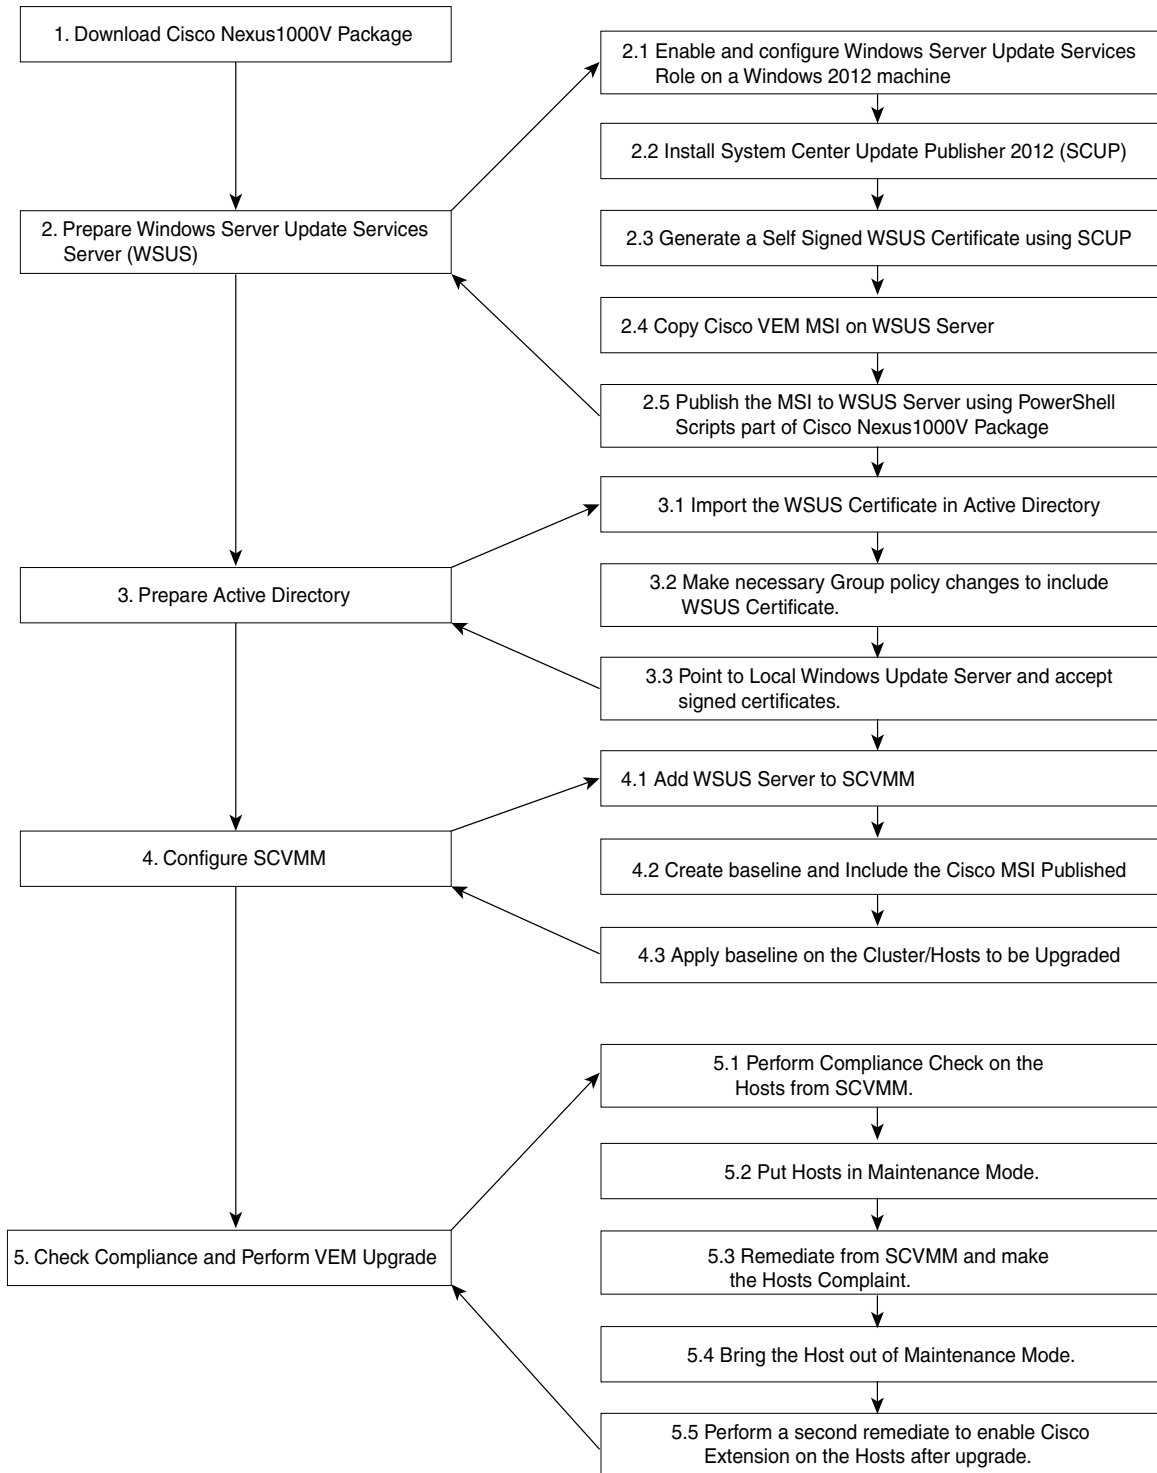 1. Download Cisco Nexus1000V Package
2.1 Enable and configure Windows Server Update Services
Role on a Windows 2012 machine
2.2 Install System Center Update Publisher 2012 (SCUP)
2. Prepare Windows Server Update Services
Server (WSUS)
2.3 Generate a Self Signed WSUS Certificate using SCUP
2.4 Copy Cisco VEM MSI on WSUS Server
2.5 Publish the MSI to WSUS Server using PowerShell
Scripts part of Cisco Nexus1000V Package
3.1 Import the WSUS Certificate in Active Directory
3. Prepare Active Directory
3.2 Make necessary Group policy changes to include
WSUS Certificate.
3.3 Point to Local Windows Update Server and accept
signed certificates.
4.1 Add WSUS Server to SCVMM
4. Configure SCVMM
4.2 Create baseline and Include the Cisco MSI Published
4.3 Apply baseline on the Cluster/Hosts to be Upgraded
5.1 Perform Compliance Check on the
Hosts from SCVMM.
5.2 Put Hosts in Maintenance Mode.
5. Check Compliance and Perform VEM Upgrade
5.3 Remediate from SCVMM and make
the Hosts Complaint.
5.4 Bring the Host out of Maintenance Mode.
5.5 Perform a second remediate to enable Cisco
Extension on the Hosts after upgrade.